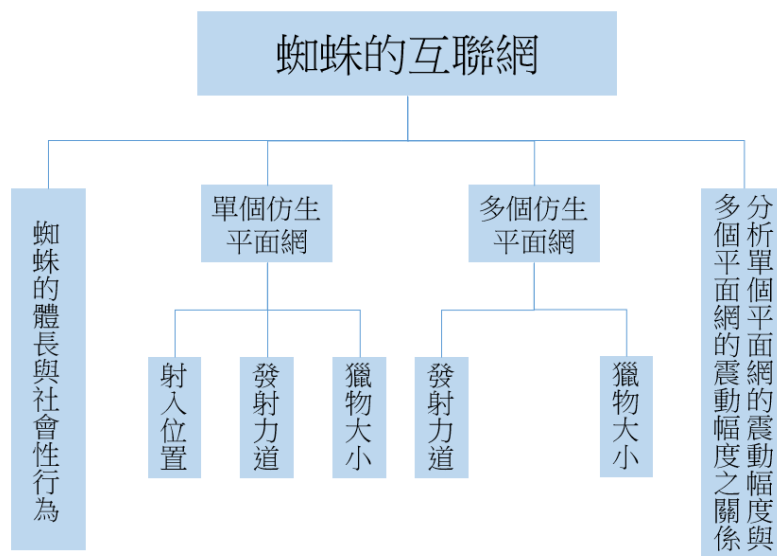 蜘蛛的互聯網
蜘蛛的體長與社會性行為
單個仿生
平面網
射入位置
發射力道
獵物大小
多個仿生
平面網
發射力道
獵物大小
分析單個平面網的震動幅度與
多個平面網的震動幅度之關係